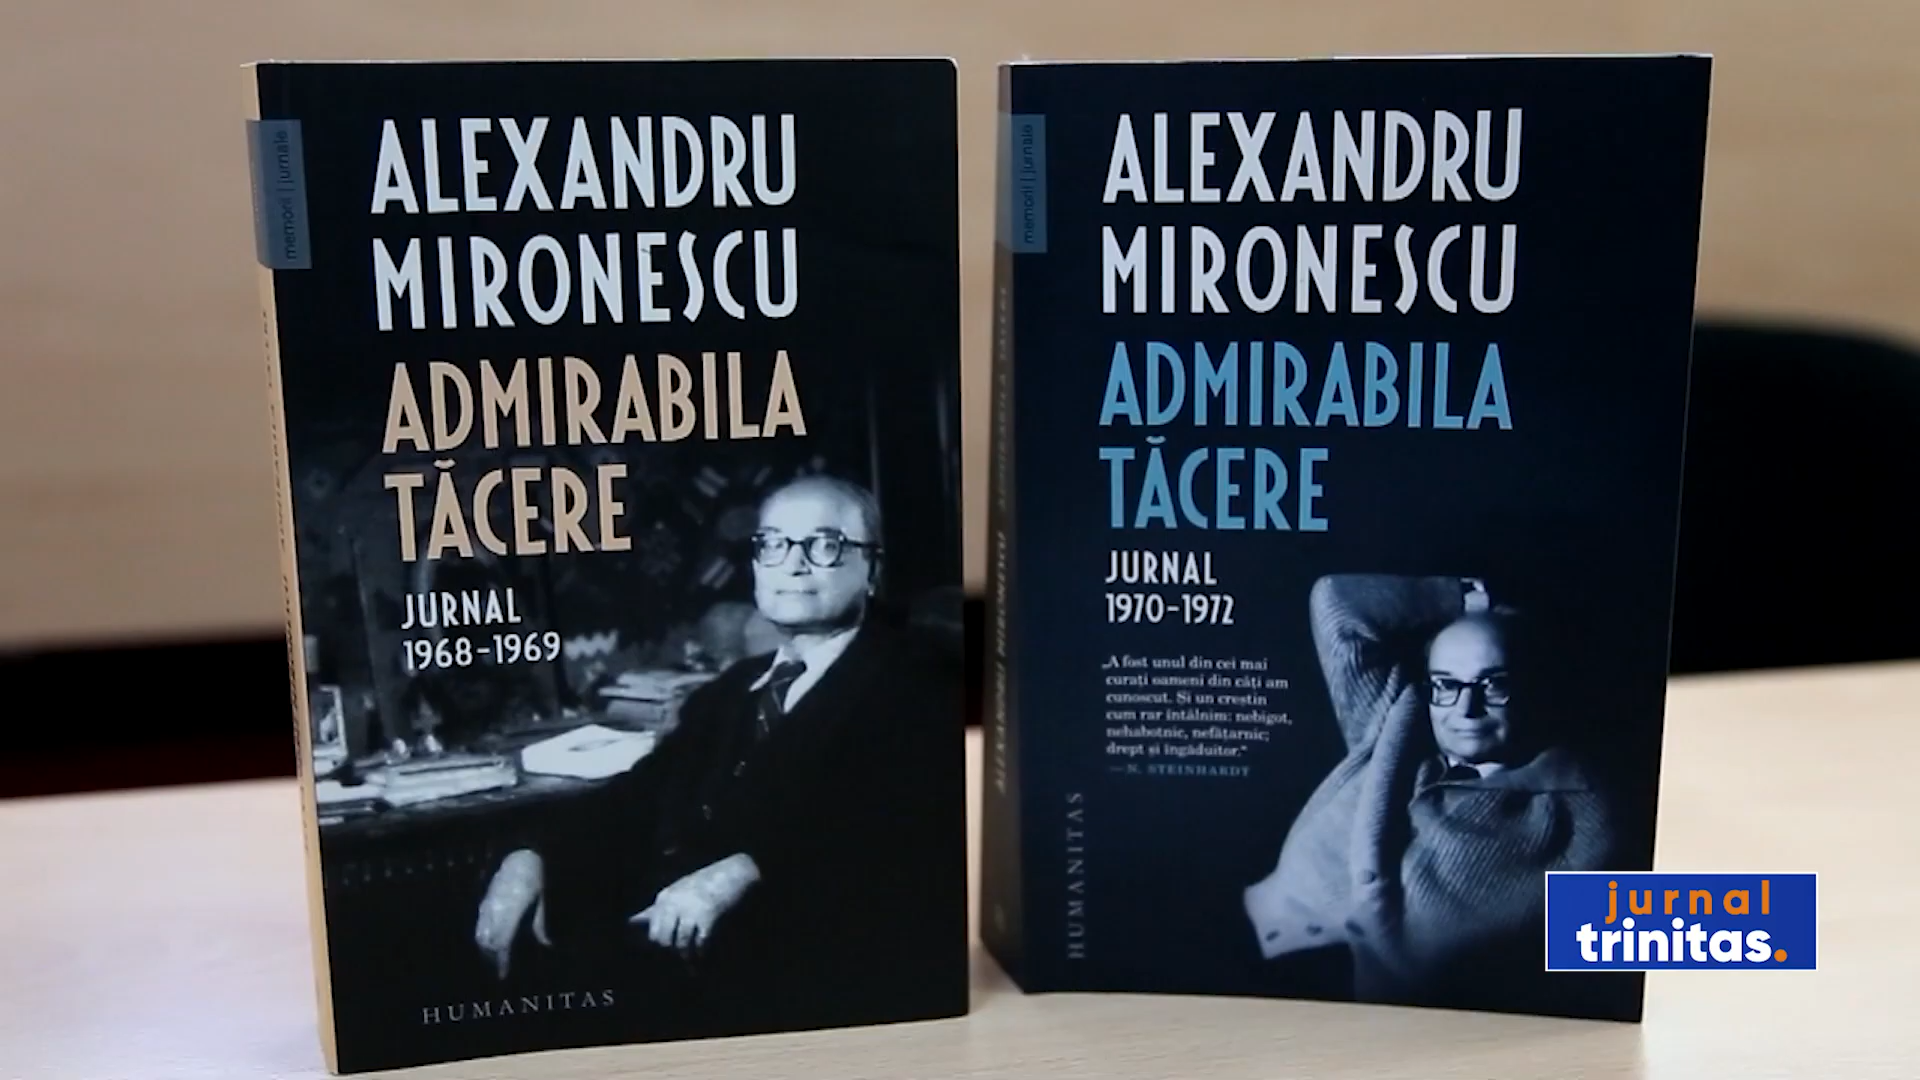 memorii | jurnale
ALEXANDRU
MIRONESCU
ADMIRABILA
TĂCERE
JURNAL
1968-1969
HUMANITAS
memorii | jurnale
ALEXANDRU
MIRONESCU
ADMIRABILA
TĂCERE
JURNAL
1970-1972
„A fost unul din cei mai
curați oameni din câți am
cunoscut. Și un creștin
cum rar întâlnim: nebigot,
nehabotnic, nefățarnic;
drept și îngăduitor.“
— N. STEINHARDT
HUMANITAS
ALEXANDRU MIRONESCU ADMIRABILA TĂCERE
jurnal
trinitas.